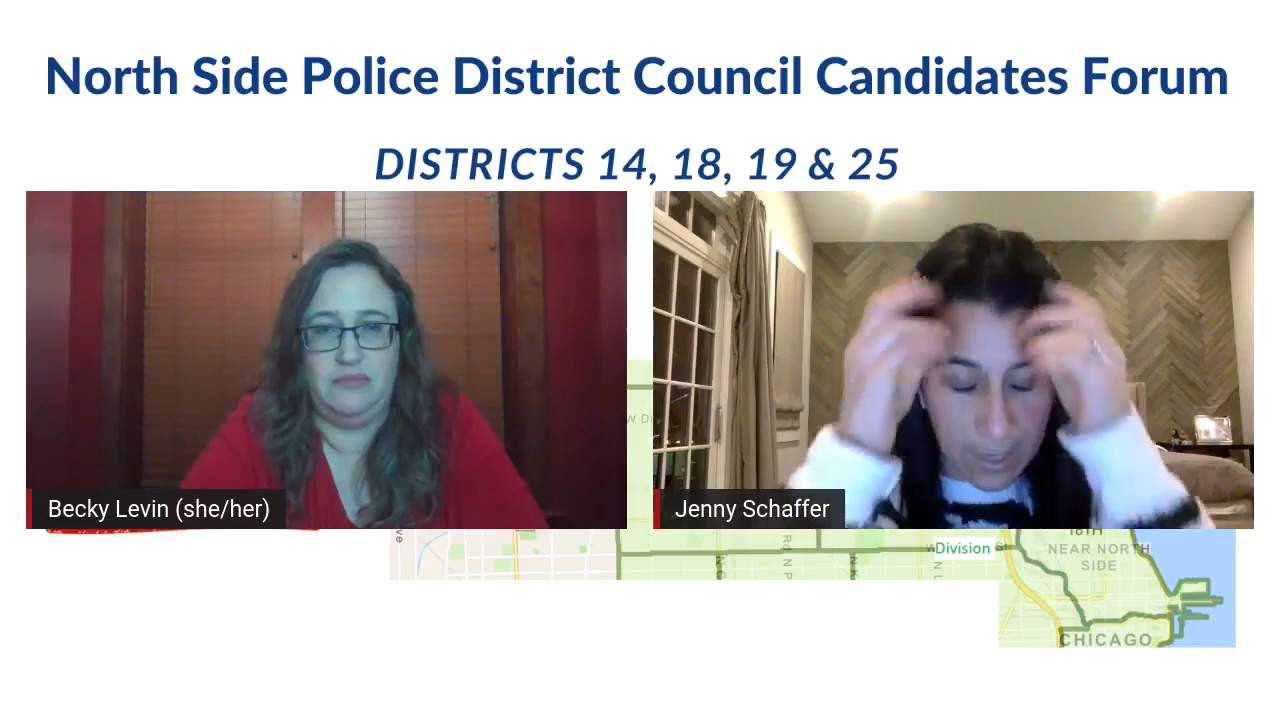 North Side Police District Council Candidates Forum
DISTRICTS 14, 18, 19 & 25
Becky Levin (she/her)
Jenny Schaffer
Division
18TH
NEAR NORTH
SIDE
CHICAGO